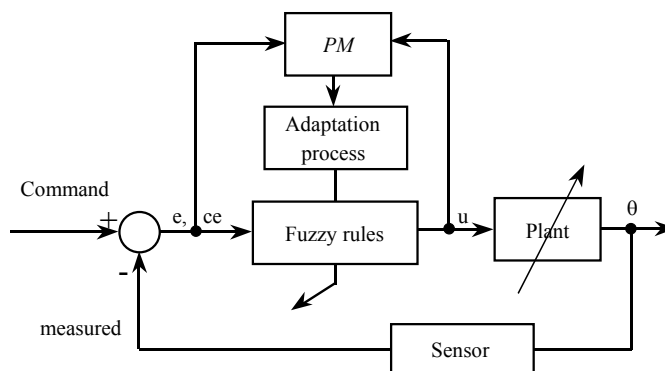 PM
Adaptation
process
Command
+
e, ce
Fuzzy rules
u
Plant
θ
-
measured
Sensor